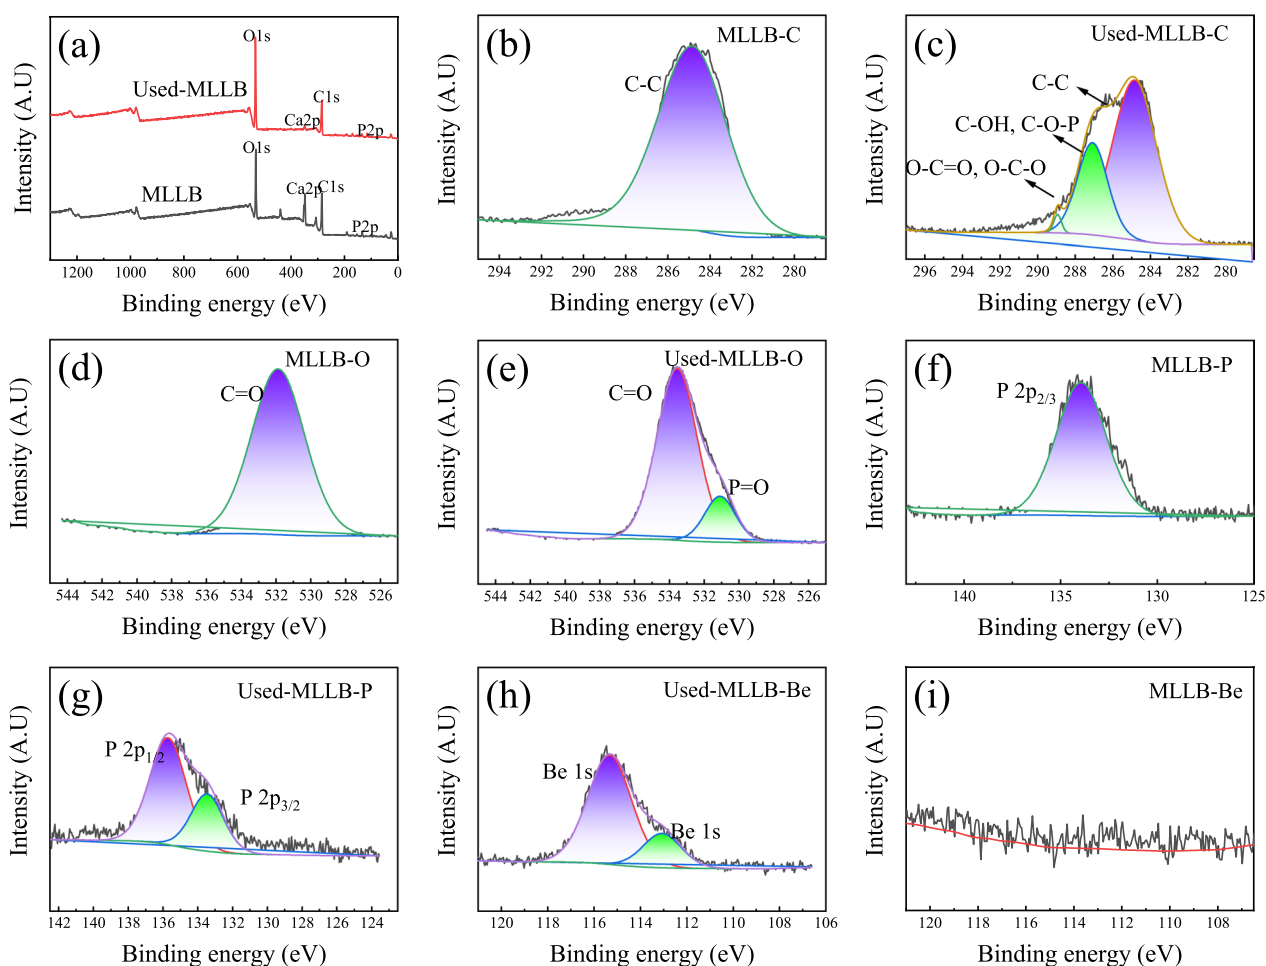 (a)
O1s
Used-MLLB
C1s
Ca2p
P2p
O1s
MLLB
Ca2p
C1s
P2p
Intensity (A.U)
1200 1000 800 600 400 200 0
Binding energy (eV)
(b)
MLLB-C
C-C
Intensity (A.U)
294 292 290 288 286 284 282 280
Binding energy (eV)
(c)
Used-MLLB-C
C-C
C-OH, C-O-P
O-C=O, O-C-O
Intensity (A.U)
296 294 292 290 288 286 284 282 280
Binding energy (eV)
(d)
MLLB-O
C=O
Intensity (A.U)
544 542 540 538 536 534 532 530 528 526
Binding energy (eV)
(e)
Used-MLLB-O
C=O
P=O
Intensity (A.U)
544 542 540 538 536 534 532 530 528 526
Binding energy (eV)
(f)
MLLB-P
P 2p2/3
Intensity (A.U)
140 135 130 125
Binding energy (eV)
(g)
Used-MLLB-P
P 2p1/2
P 2p3/2
Intensity (A.U)
142 140 138 136 134 132 130 128 126 124
Binding energy (eV)
(h)
Used-MLLB-Be
Be 1s
Be 1s
Intensity (A.U)
120 118 116 114 112 110 108 106
Binding energy (eV)
(i)
MLLB-Be
Intensity (A.U)
120 118 116 114 112 110 108
Binding energy (eV)